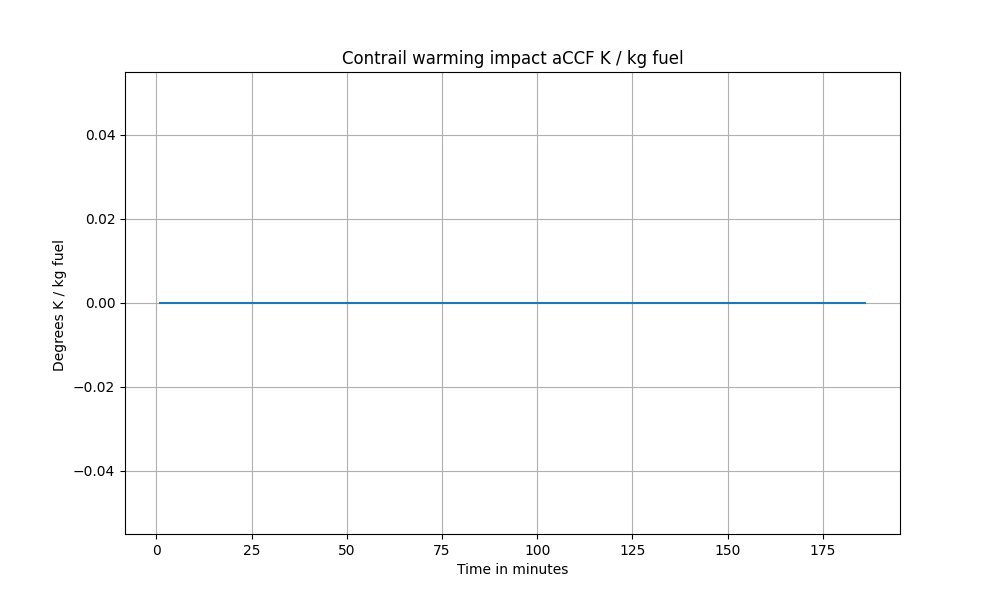 Contrail warming impact aCCF K / kg fuel
0.04
0.02
0.00
−0.02
−0.04
Degrees K / kg fuel
0 25 50 75 100 125 150 175
Time in minutes